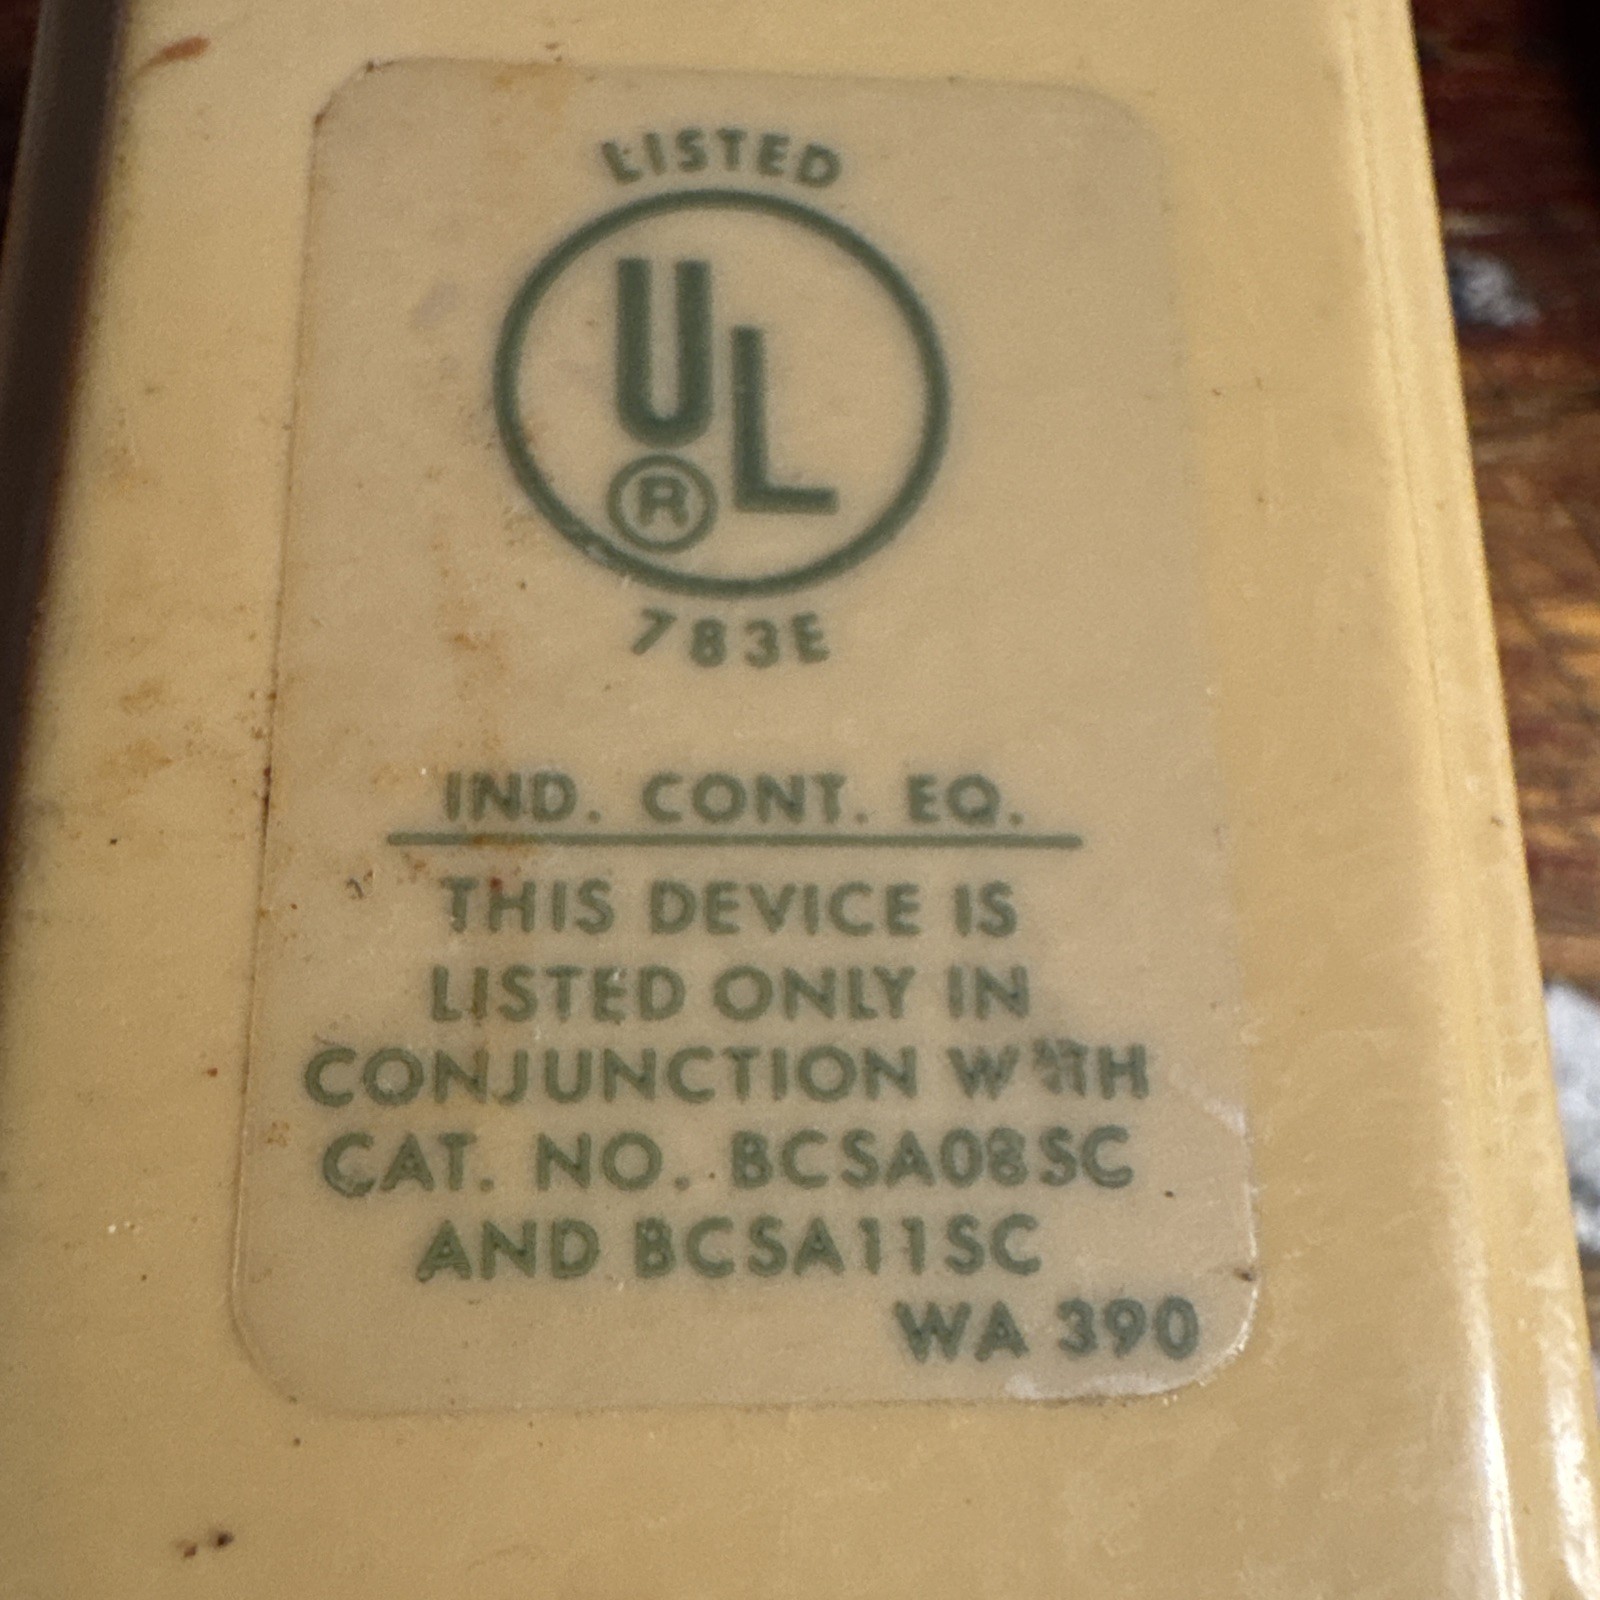 LISTED
UL
®
783E
IND. CONT. EQ.
THIS DEVICE IS
LISTED ONLY IN
CONJUNCTION WITH
CAT. NO. BCSA08SC
AND BCSA11SC
WA 390